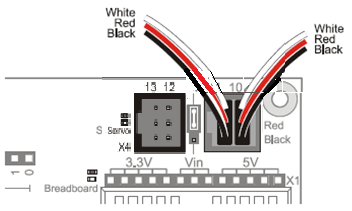 White
Red
Black
White
Red
Black
13 12
10
Red
Black
S Servo
X4
3.3V Vin 5V
X1
1 0
Breadboard